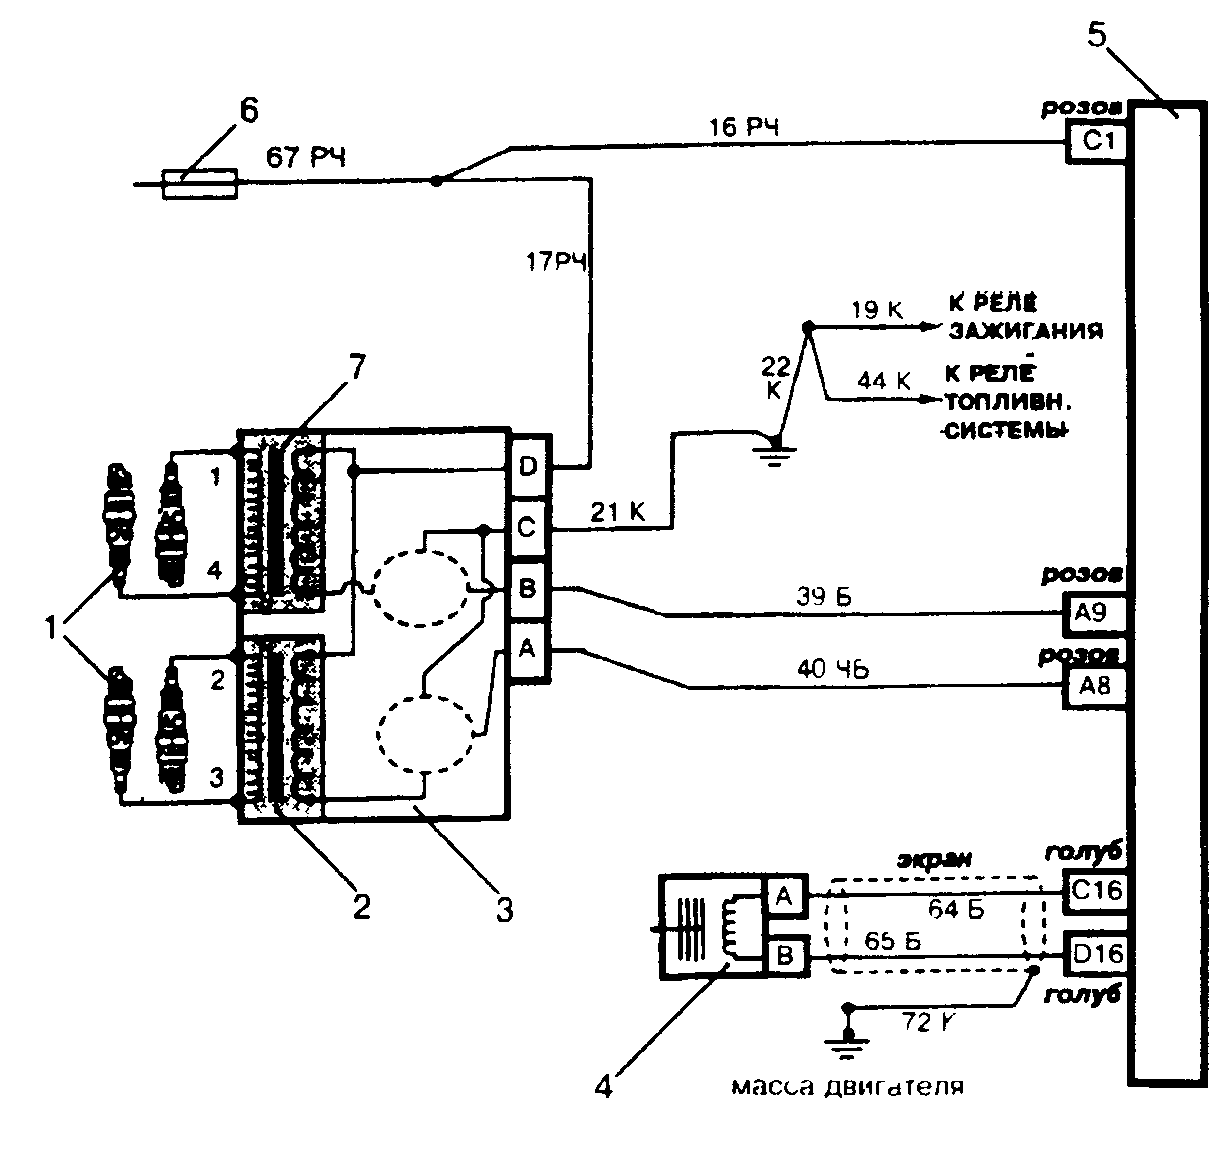 5
розов
C1
16 РЧ
6
67 РЧ
17РЧ
19 К
К РЕЛЕ
ЗАЖИГАНИЯ
22
К
44 К
К РЕЛЕ
ТОПЛИВН.
СИСТЕМЫ
7
1
4
D
C
B
A
21 К
розов
39 Б
A9
розов
40 ЧБ
A8
1
2
3
2
3
экран
голуб
A
64 Б
C16
B
65 Б
D16
голуб
4
72 К
масса двигателя